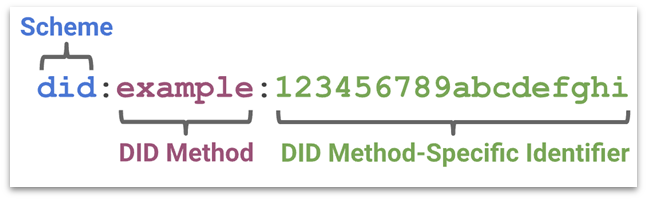 Scheme
did:example:123456789abcdefghi
DID Method DID Method-Specific Identifier